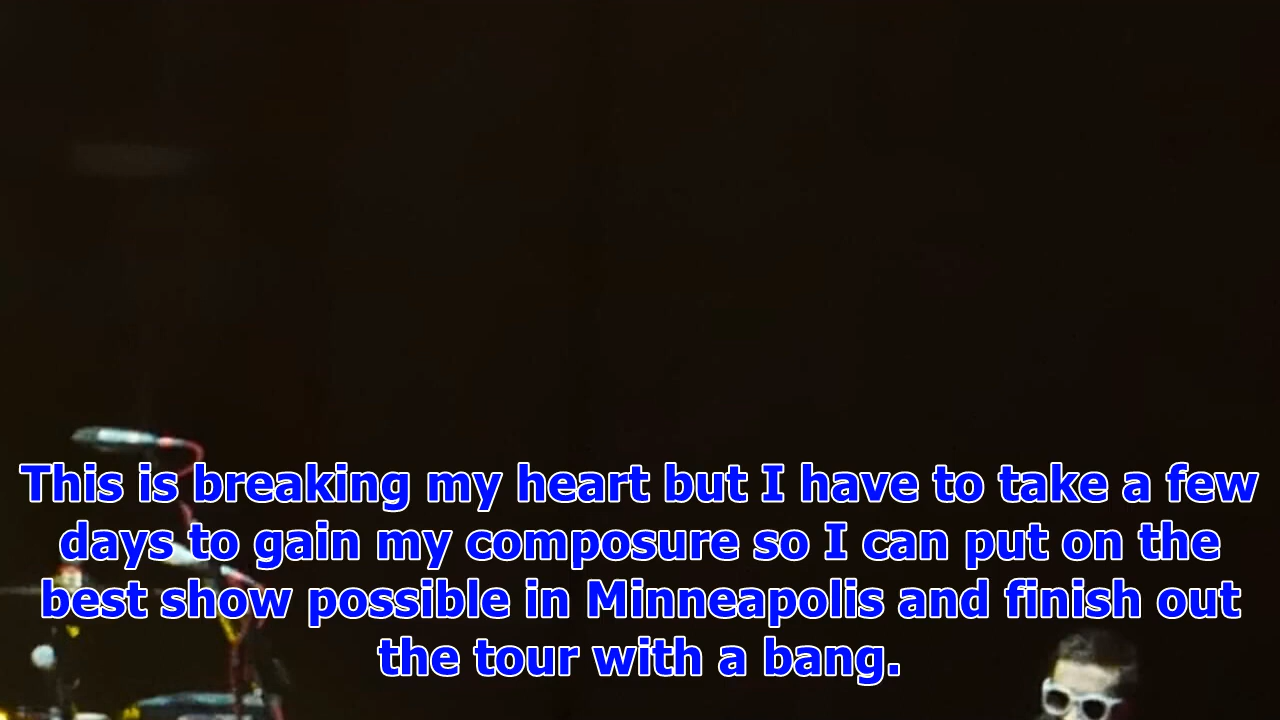 This is breaking my heart but I have to take a few
days to gain my composure so I can put on the
best show possible in Minneapolis and finish out
the tour with a bang.